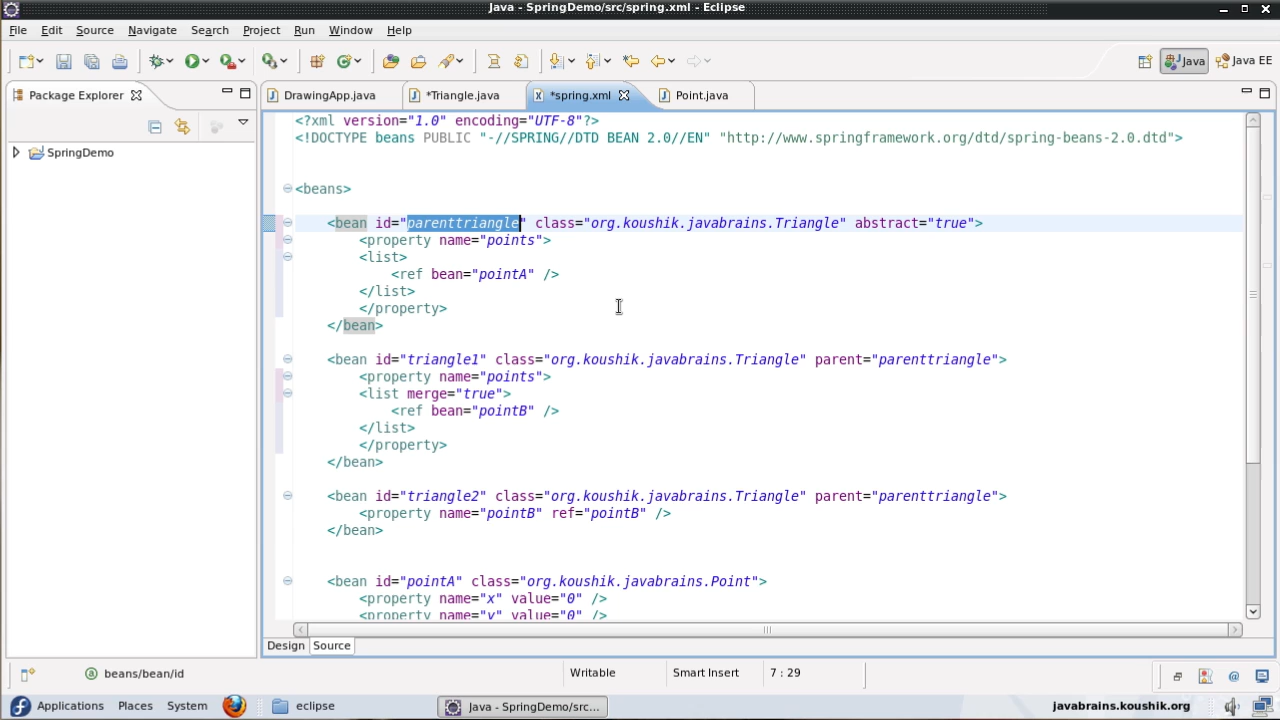 Java - SpringDemo/src/spring.xml - Eclipse
File Edit Source Navigate Search Project Run Window Help
Java Java EE
Package Explorer
DrawingApp.java *Triangle.java *spring.xml Point.java
SpringDemo
<?xml version="1.0" encoding="UTF-8"?>
<!DOCTYPE beans PUBLIC "-//SPRING//DTD BEAN 2.0//EN" "http://www.springframework.org/dtd/spring-beans-2.0.dtd">
<beans>
<bean id="parenttriangle" class="org.koushik.javabrains.Triangle" abstract="true">
<property name="points">
<list>
<ref bean="pointA" />
</list>
</property>
</bean>
<bean id="triangle1" class="org.koushik.javabrains.Triangle" parent="parenttriangle">
<property name="points">
<list merge="true">
<ref bean="pointB" />
</list>
</property>
</bean>
<bean id="triangle2" class="org.koushik.javabrains.Triangle" parent="parenttriangle">
<property name="pointB" ref="pointB" />
</bean>
<bean id="pointA" class="org.koushik.javabrains.Point">
<property name="x" value="0" />
<property name="y" value="0" />
Design Source
beans/bean/id Writable Smart Insert 7 : 29
Applications Places System eclipse Java - SpringDemo/src... javabrains.koushik.org